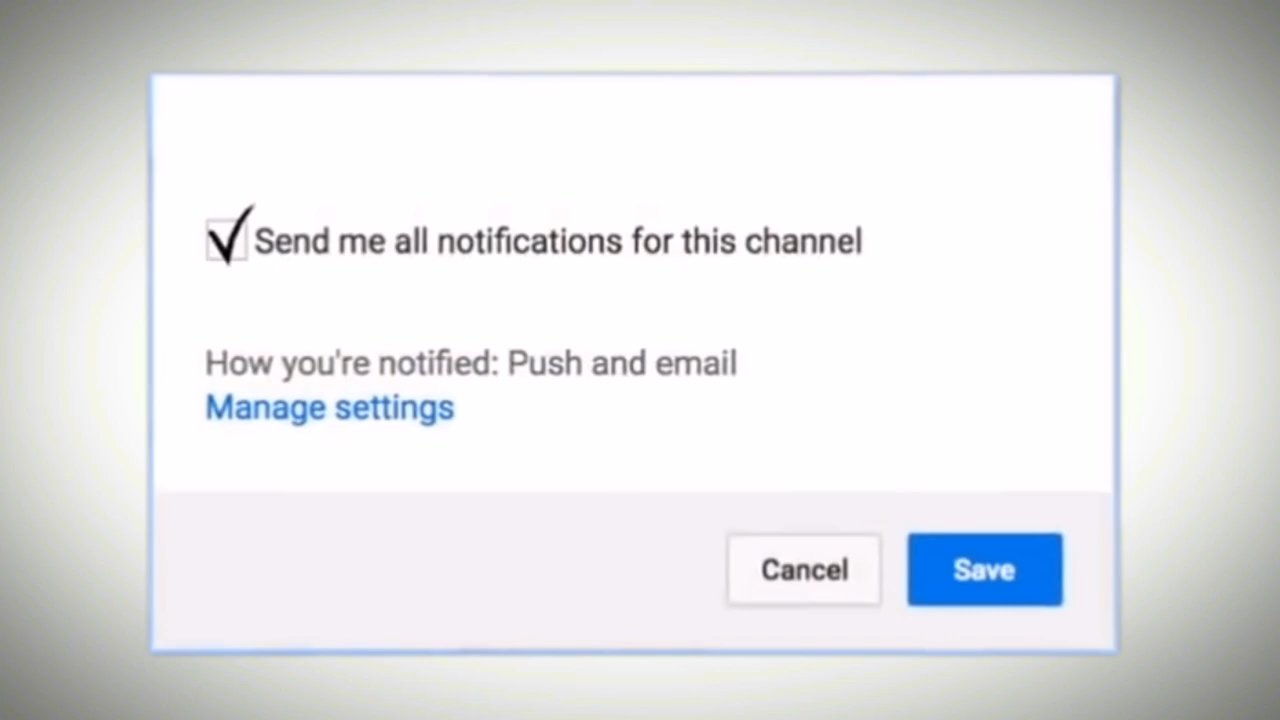 Send me all notifications for this channel
How you're notified: Push and email
Manage settings
Cancel
Save